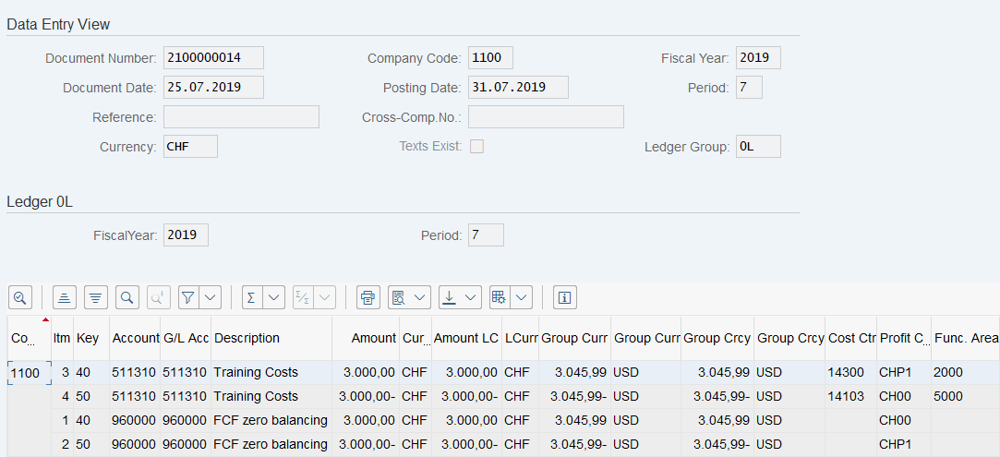 Data Entry View
Document Number: 2100000014 Company Code: 1100 Fiscal Year: 2019
Document Date: 25.07.2019 Posting Date: 31.07.2019 Period: 7
Reference: Cross-Comp.No.:
Currency: CHF Texts Exist: Ledger Group: 0L
Ledger 0L
FiscalYear: 2019 Period: 7
Co... Itm Key Account G/L Acc Description Amount Cur... Amount LC LCurr Group Curr Group Curr Group Crcy Group Crcy Cost Ctr Profit C... Func. Area
1100 3 40 511310 511310 Training Costs 3.000,00 CHF 3.000,00 CHF 3.045,99 USD 3.045,99 USD 14300 CHP1 2000
4 50 511310 511310 Training Costs 3.000,00- CHF 3.000,00- CHF 3.045,99- USD 3.045,99- USD 14103 CH00 5000
1 40 960000 960000 FCF zero balancing 3.000,00 CHF 3.000,00 CHF 3.045,99 USD 3.045,99 USD CH00
2 50 960000 960000 FCF zero balancing 3.000,00- CHF 3.000,00- CHF 3.045,99- USD 3.045,99- USD CHP1